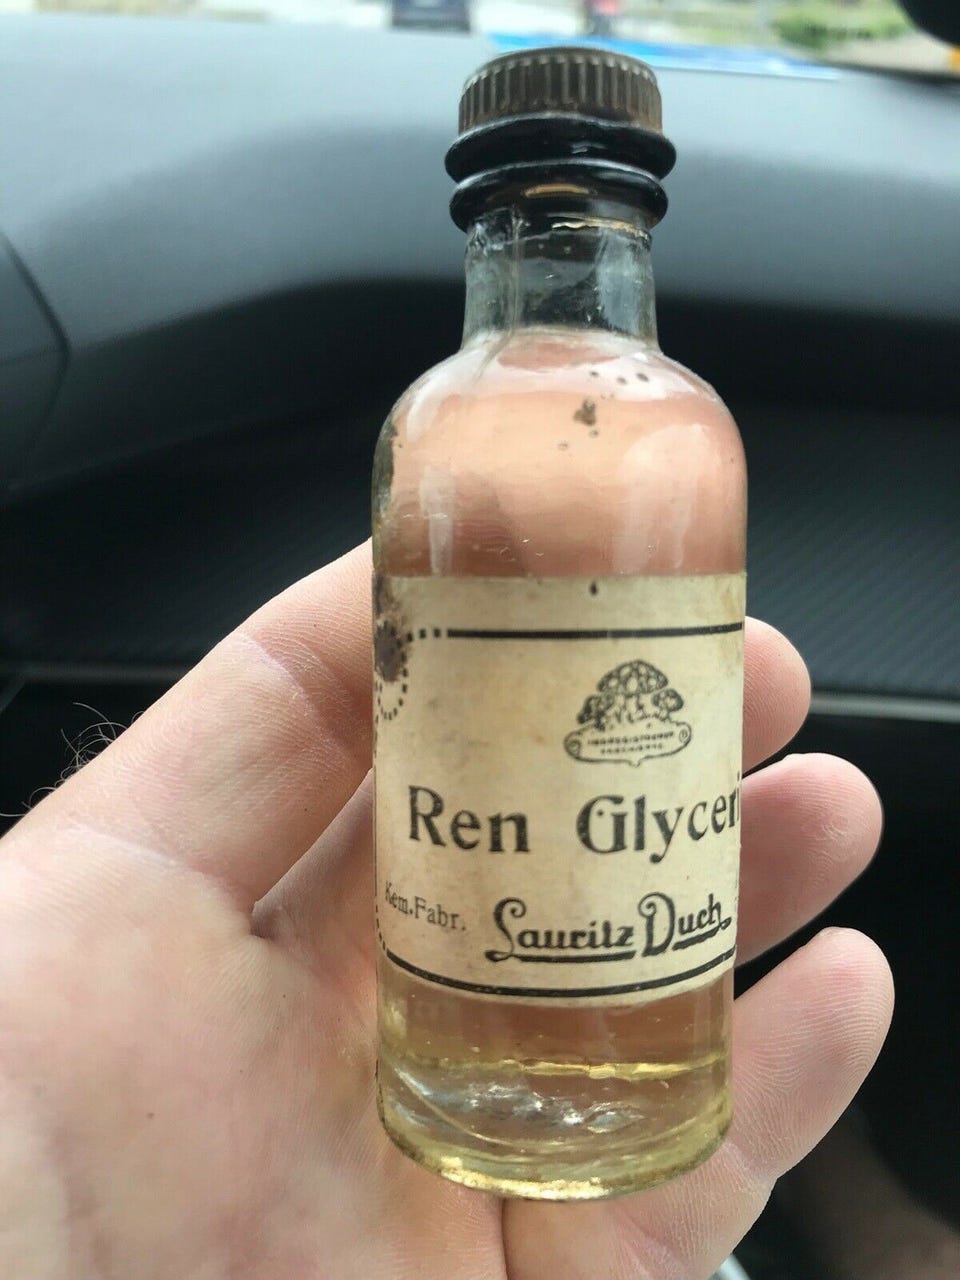 Ren Glyceri
Kem.Fabr. Lauritz Duch